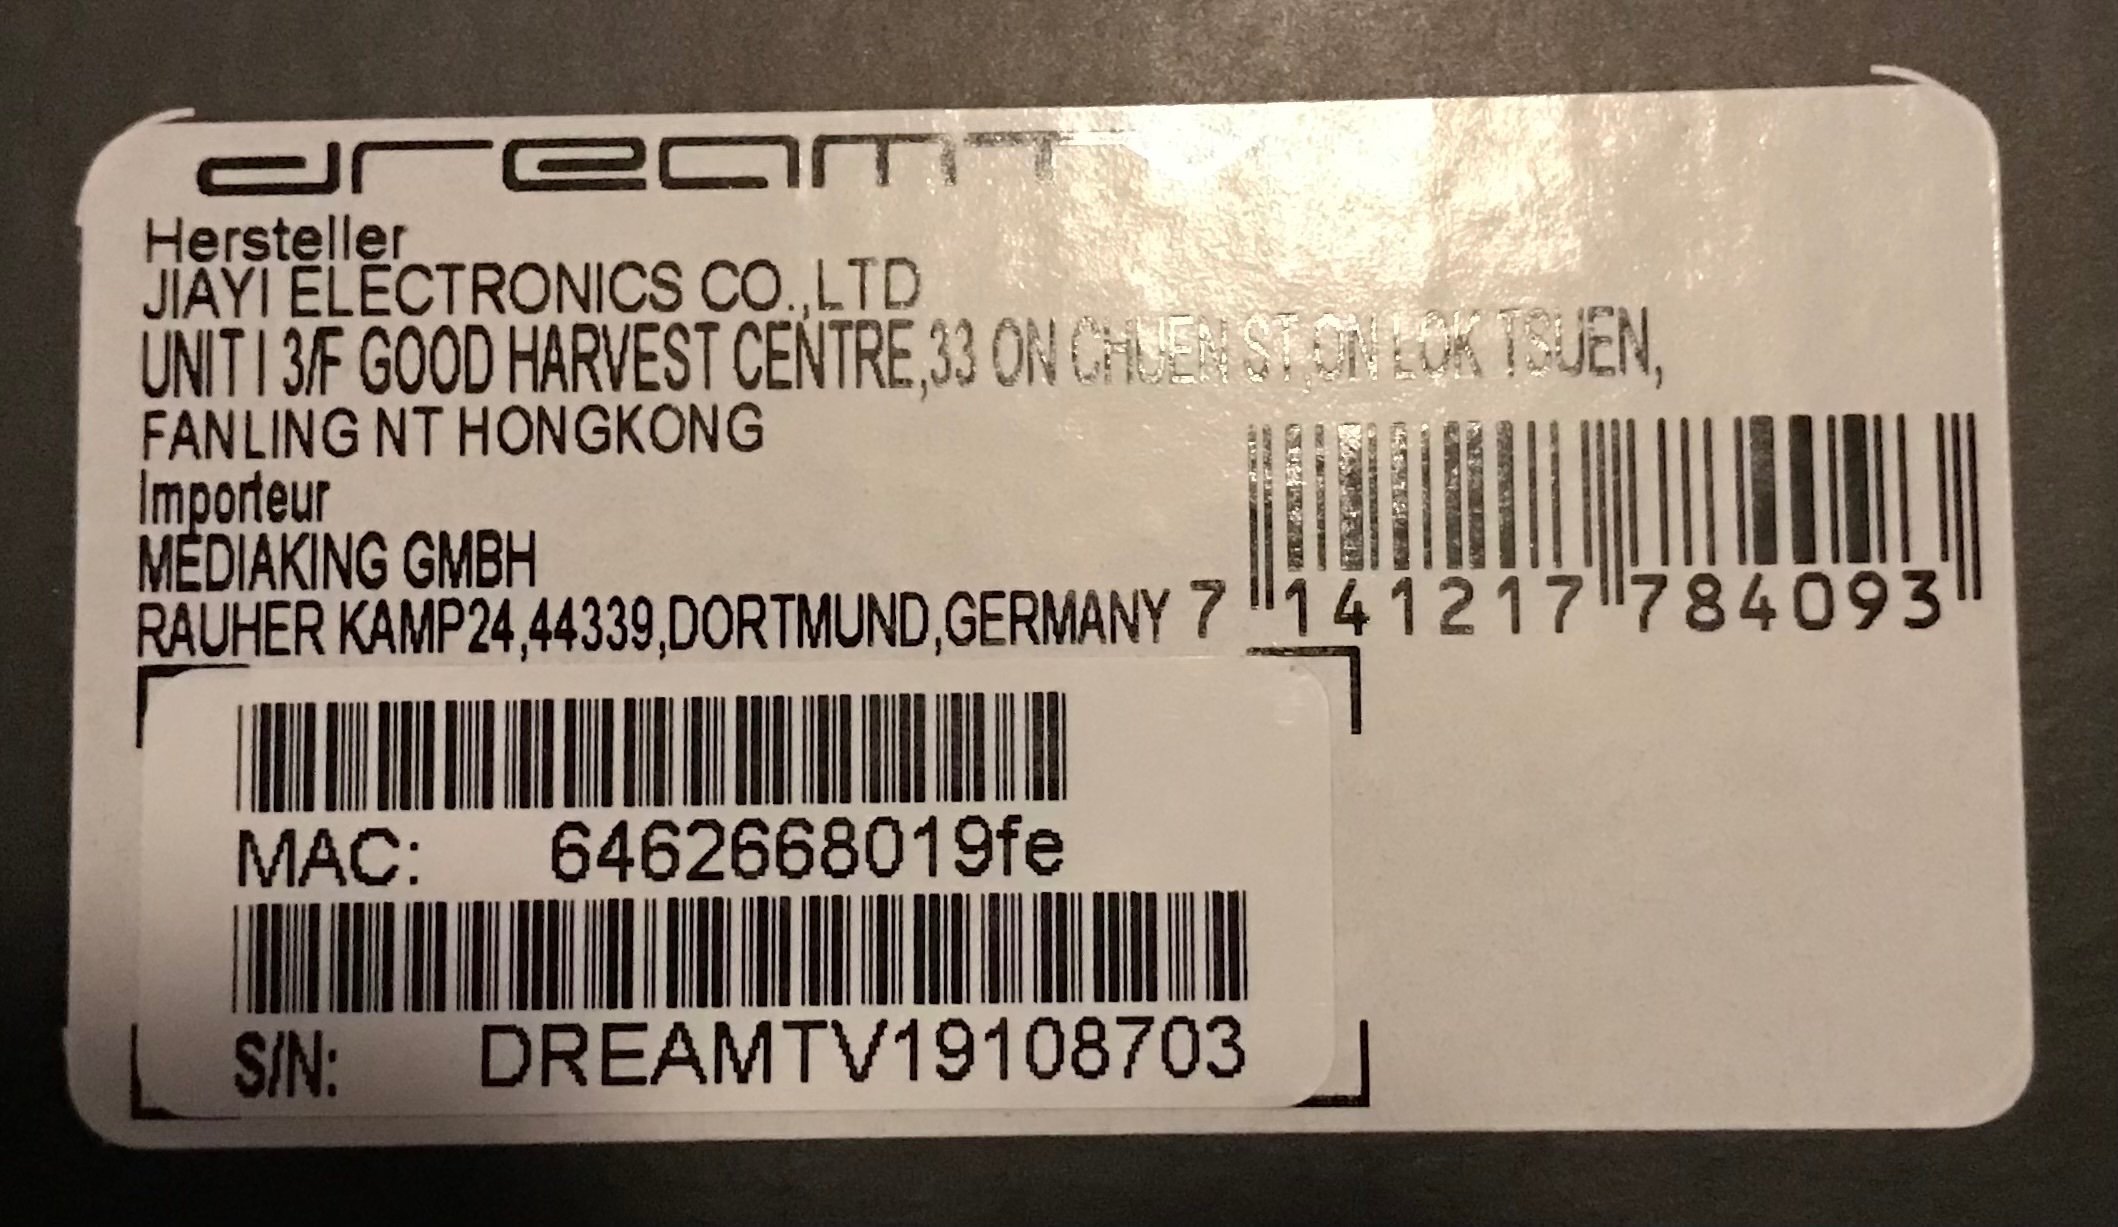 dream
Hersteller
JIAYI ELECTRONICS CO.,LTD
UNIT I 3/F GOOD HARVEST CENTRE,33 ON CHUEN ST,ON LOK TSUEN,
FANLING NT HONGKONG
Importeur
MEDIAKING GMBH
RAUHER KAMP24,44339,DORTMUND,GERMANY
7 141217 784093
MAC: 6462668019fe
S/N: DREAMTV19108703